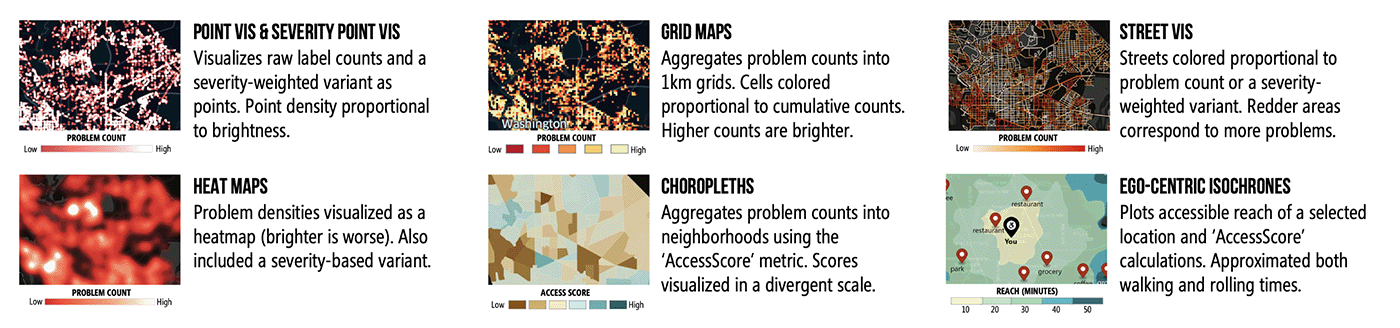 POINT VIS & SEVERITY POINT VIS
Visualizes raw label counts and a
severity-weighted variant as
points. Point density proportional
to brightness.
PROBLEM COUNT
Low High
GRID MAPS
Aggregates problem counts into
1km grids. Cells colored
proportional to cumulative counts.
Higher counts are brighter.
Washington
PROBLEM COUNT
Low High
STREET VIS
Streets colored proportional to
problem count or a severity-
weighted variant. Redder areas
correspond to more problems.
PROBLEM COUNT
Low High
HEAT MAPS
Problem densities visualized as a
heatmap (brighter is worse). Also
included a severity-based variant.
PROBLEM COUNT
Low High
CHOROPLETHS
Aggregates problem counts into
neighborhoods using the
‘AccessScore’ metric. Scores
visualized in a divergent scale.
ACCESS SCORE
Low High
EGO-CENTRIC ISOCHRONES
Plots accessible reach of a selected
location and ‘AccessScore’
calculations. Approximated both
walking and rolling times.
restaurant
restaurant
You
park
grocery
REACH (MINUTES)
10 20 30 40 50